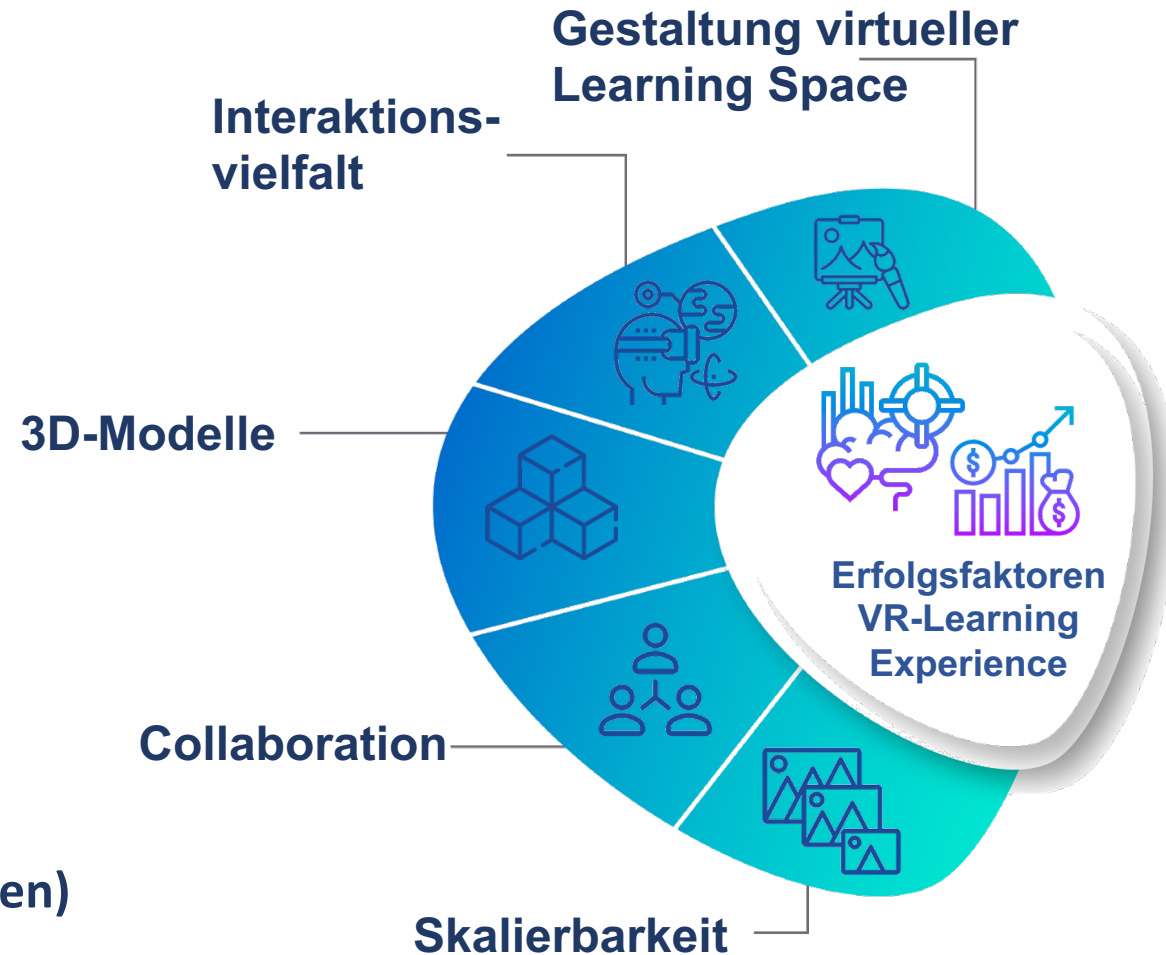 Gestaltung virtueller
Learning Space
Interaktions-
vielfalt
3D-Modelle
Erfolgsfaktoren
VR-Learning
Experience
Collaboration
en)
Skalierbarkeit